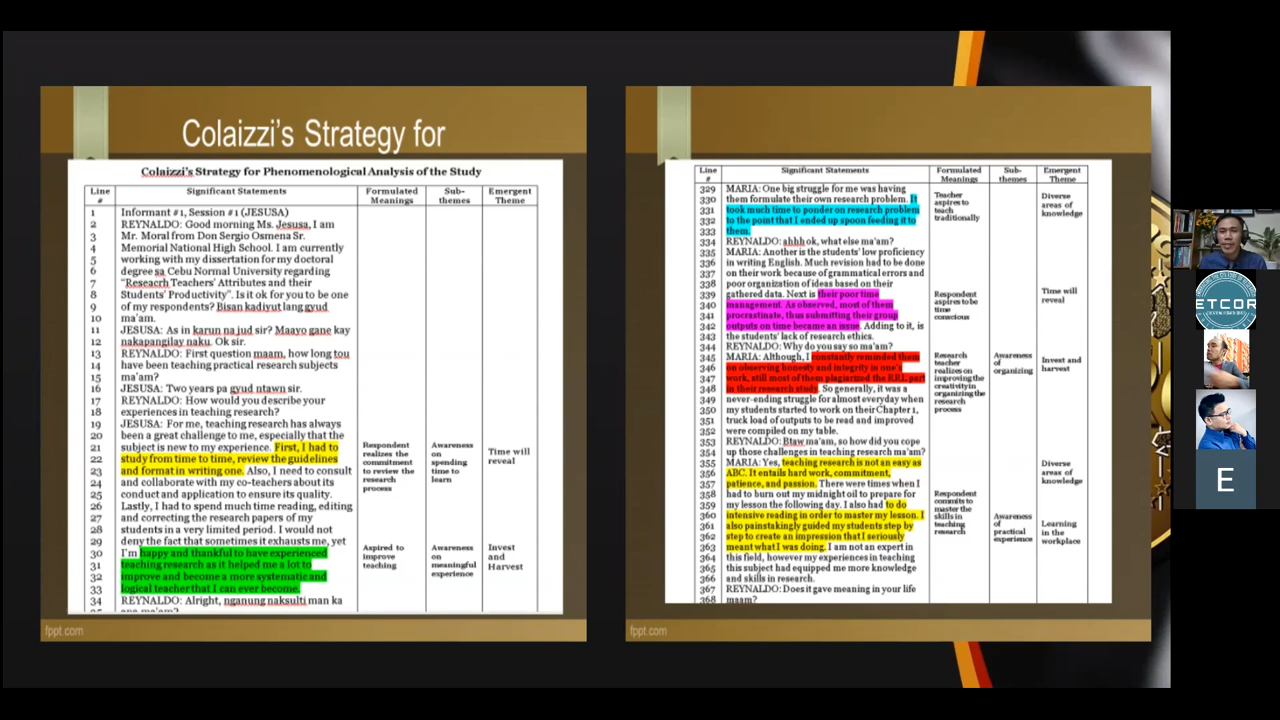 Colaizzi's Strategy for
Colaizzi's Strategy for Phenomenological Analysis of the Study
Line #
Significant Statements
Formulated Meanings
Sub-themes
Emergent Theme
1 Informant #1, Session #1 (JESUSA)
2 REYNALDO: Good morning Ms. Jesusa, I am
3 Mr. Moral from Don Sergio Osmena Sr.
4 Memorial National High School. I am currently
5 working with my dissertation for my doctoral
6 degree sa Cebu Normal University regarding
7 "Reseacrh Teachers' Attributes and their
8 Students' Productivity". Is it ok for you to be one
9 of my respondents? Bisan kadiyut lang gyud
10 ma'am.
11 JESUSA: As in karun na jud sir? Maayo gane kay
12 nakapangilay naku. Ok sir.
13 REYNALDO: First question maam, how long tou
14 have been teaching practical research subjects
15 ma'am?
16 JESUSA: Two years pa gyud ntawn sir.
17 REYNALDO: How would you describe your
18 experiences in teaching research?
19 JESUSA: For me, teaching research has always
20 been a great challenge to me, especially that the
21 subject is new to my experience. First, I had to
22 study from time to time, review the guidelines
23 and format in writing one. Also, I need to consult
24 and collaborate with my co-teachers about its
25 conduct and application to ensure its quality.
26 Lastly, I had to spend much time reading, editing
27 and correcting the research papers of my
28 students in a very limited period. I would not
29 deny the fact that sometimes it exhausts me, yet
30 I'm happy and thankful to have experienced
31 teaching research as it helped me a lot to
32 improve and become a more systematic and
33 logical teacher that I can ever become.
34 REYNALDO: Alright, nganung naksulti man ka
Respondent realizes the commitment to review the research process
Awareness on spending time to learn
Time will reveal
Aspired to improve teaching
Awareness on meaningful experience
Invest and Harvest
fppt.com
Line #
Significant Statements
Formulated Meanings
Sub-themes
Emergent Theme
329 MARIA: One big struggle for me was having
330 them formulate their own research problem. It
331 took much time to ponder on research problem
332 to the point that I ended up spoon feeding it to
333 them.
334 REYNALDO: ahhh ok, what else ma'am?
335 MARIA: Another is the students' low proficiency
336 in writing English. Much revision had to be done
337 on their work because of grammatical errors and
338 poor organization of ideas based on their
339 gathered data. Next is their poor time
340 management. As observed, most of them
341 procrastinate, thus submitting their group
342 outputs on time became an issue. Adding to it, is
343 the students' lack of research ethics.
344 REYNALDO: Why do you say so ma'am?
345 MARIA: Although, I constantly reminded them
346 on observing honesty and integrity in one's
347 work, still most of them plagiarized the RRL part
348 in their research study. So generally, it was a
349 never-ending struggle for almost everyday when
350 my students started to work on their Chapter 1,
351 truck load of outputs to be read and improved
352 were compiled on my table.
353 REYNALDO: Btaw ma'am, so how did you cope
354 up those challenges in teaching research ma'am?
355 MARIA: Yes, teaching research is not an easy as
356 ABC. It entails hard work, commitment,
357 patience, and passion. There were times when I
358 had to burn out my midnight oil to prepare for
359 my lesson the following day. I also had to do
360 intensive reading in order to master my lesson. I
361 also painstakingly guided my students step by
362 step to create an impression that I seriously
363 meant what I was doing. I am not an expert in
364 this field, however my experiences in teaching
365 this subject had equipped me more knowledge
366 and skills in research.
367 REYNALDO: Does it gave meaning in your life
368 maam?
Teacher aspires to teach traditionally
Diverse areas of knowledge
Respondent aspires to be time conscious
Time will reveal
Research teacher realizes on improving the creativity in organizing the research process
Awareness of organizing
Invest and harvest
Diverse areas of knowledge
Respondent commits to master the skills in teaching research
Awareness of practical experience
Learning in the workplace
fppt.com
ETCOR
E